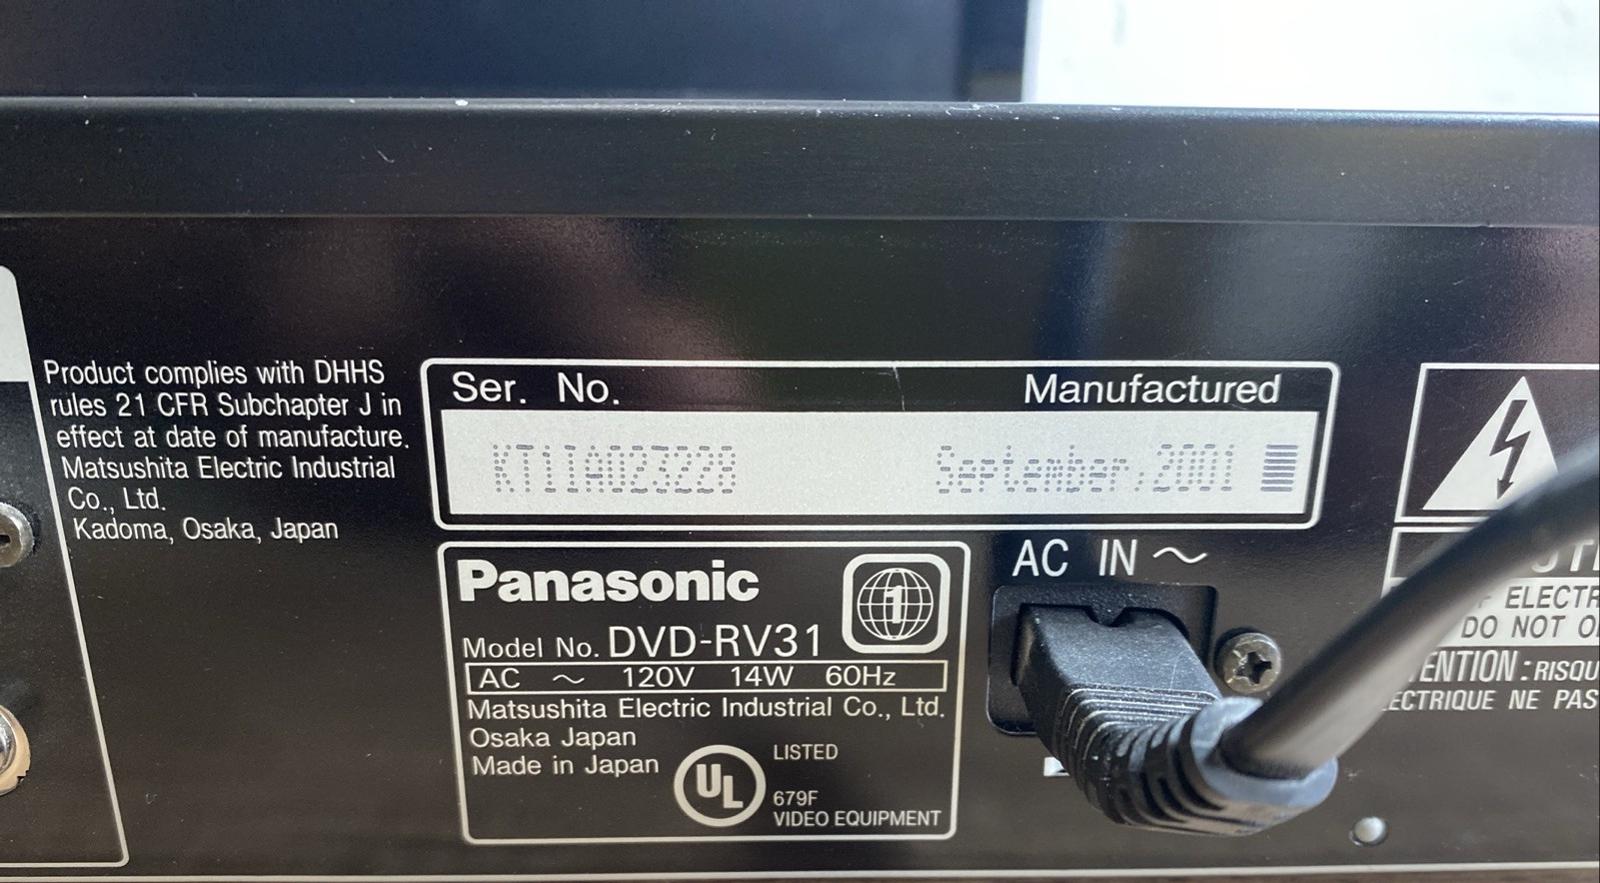 Product complies with DHHS
rules 21 CFR Subchapter J in
effect at date of manufacture.
Matsushita Electric Industrial
Co., Ltd.
Kadoma, Osaka, Japan
Ser. No. Manufactured
September.2001
Panasonic
1
Model No. DVD-RV31
AC ~ 120V 14W 60Hz
Matsushita Electric Industrial Co., Ltd.
Osaka Japan
Made in Japan
UL
LISTED
679F
VIDEO EQUIPMENT
AC IN ~
ELECTR
DO NOT O
ENTION : RISQU
ECTRIQUE NE PAS